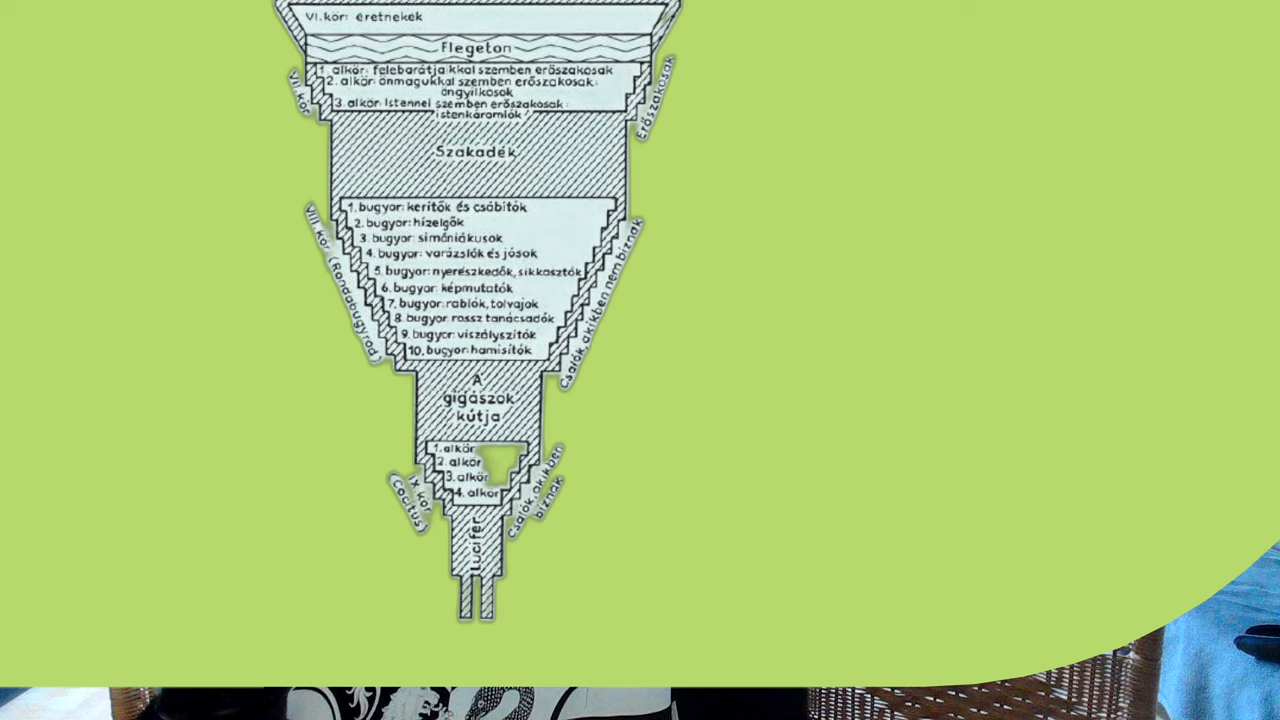 VI. kör: eretnekek
Flegeton
1. alkör: felebarátjaikkal szemben erőszakosak
2. alkör: önmagukkal szemben erőszakosak:
öngyilkosok
3. alkör: Istennel szemben erőszakosak:
istenkáromlók
VII. kör
Erőszakosak
Szakadék
1. bugyor: kerítők és csábítók
2. bugyor: hízelgők
3. bugyor: simóniákusok
4. bugyor: varázslók és jósok
5. bugyor: nyerészkedők, sikkasztók
6. bugyor: képmutatók
7. bugyor: rablók, tolvajok
8. bugyor: rossz tanácsadók
9. bugyor: viszályszítók
10. bugyor: hamisítók
VIII. kör (Rondabugyrod)
Csalók, akikben nem bíznak
A
gigászok
kútja
1. alkör
2. alkör
3. alkör
4. alkör
IX. kör
(Cocitus)
Csalók, akikben
bíznak
Lucifer